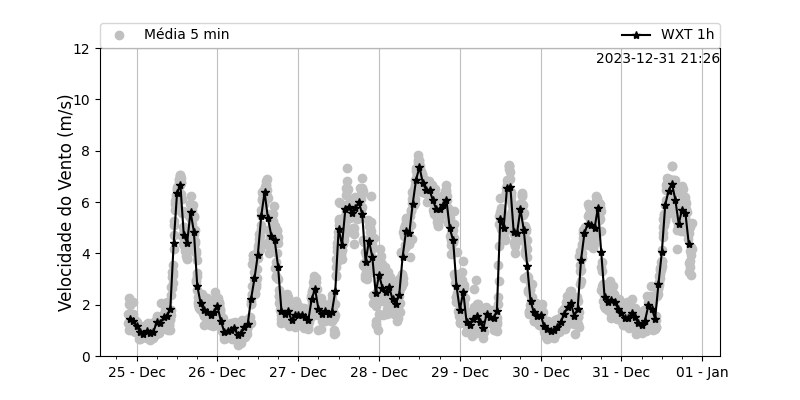 Média 5 min
WXT 1h
2023-12-31 21:26
Velocidade do Vento (m/s)
12
10
8
6
4
2
0
25 - Dec
26 - Dec
27 - Dec
28 - Dec
29 - Dec
30 - Dec
31 - Dec
01 - Jan